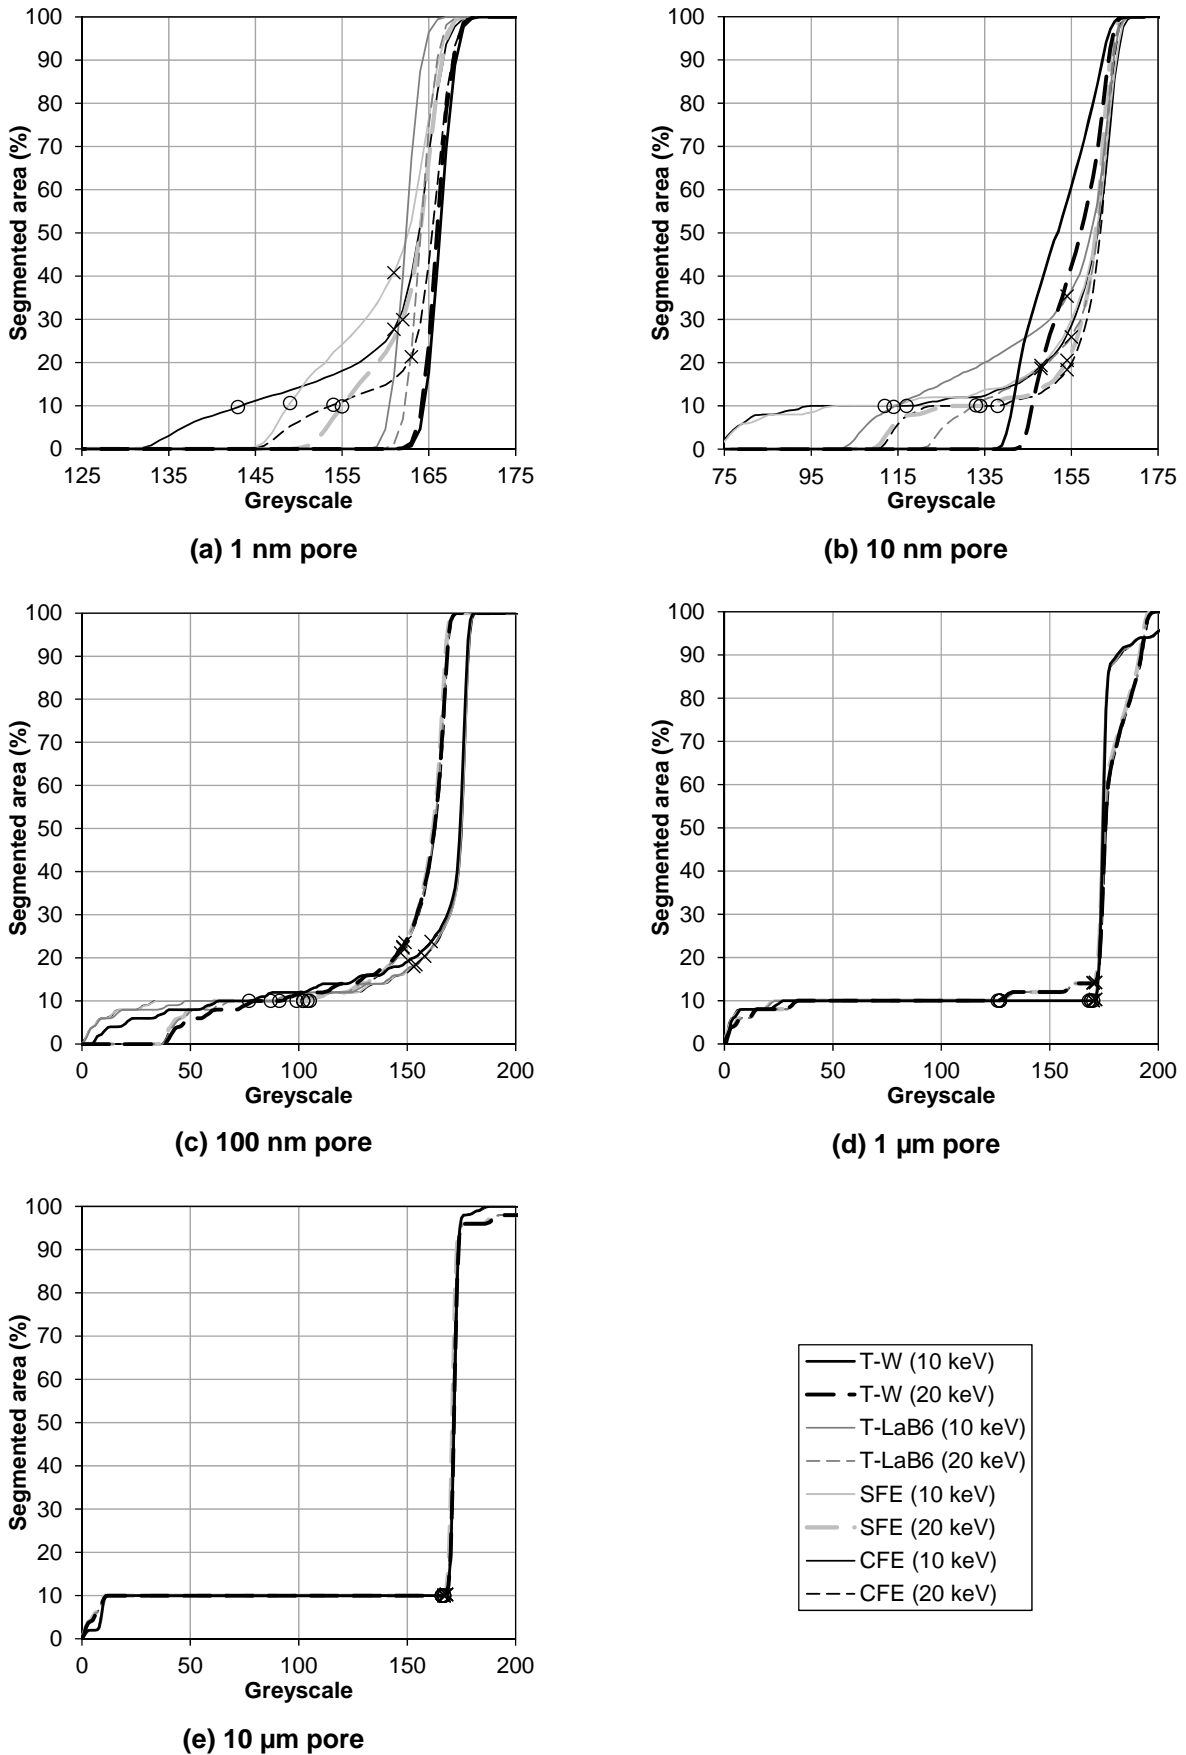 100
90
80
70
60
50
40
30
20
10
0
Segmented area (%)
125 135 145 155 165 175
Greyscale
(a) 1 nm pore
100
90
80
70
60
50
40
30
20
10
0
Segmented area (%)
75 95 115 135 155 175
Greyscale
(b) 10 nm pore
100
90
80
70
60
50
40
30
20
10
0
Segmented area (%)
0 50 100 150 200
Greyscale
(c) 100 nm pore
100
90
80
70
60
50
40
30
20
10
0
Segmented area (%)
0 50 100 150 200
Greyscale
(d) 1 µm pore
100
90
80
70
60
50
40
30
20
10
0
Segmented area (%)
0 50 100 150 200
Greyscale
(e) 10 µm pore
T-W (10 keV)
T-W (20 keV)
T-LaB6 (10 keV)
T-LaB6 (20 keV)
SFE (10 keV)
SFE (20 keV)
CFE (10 keV)
CFE (20 keV)